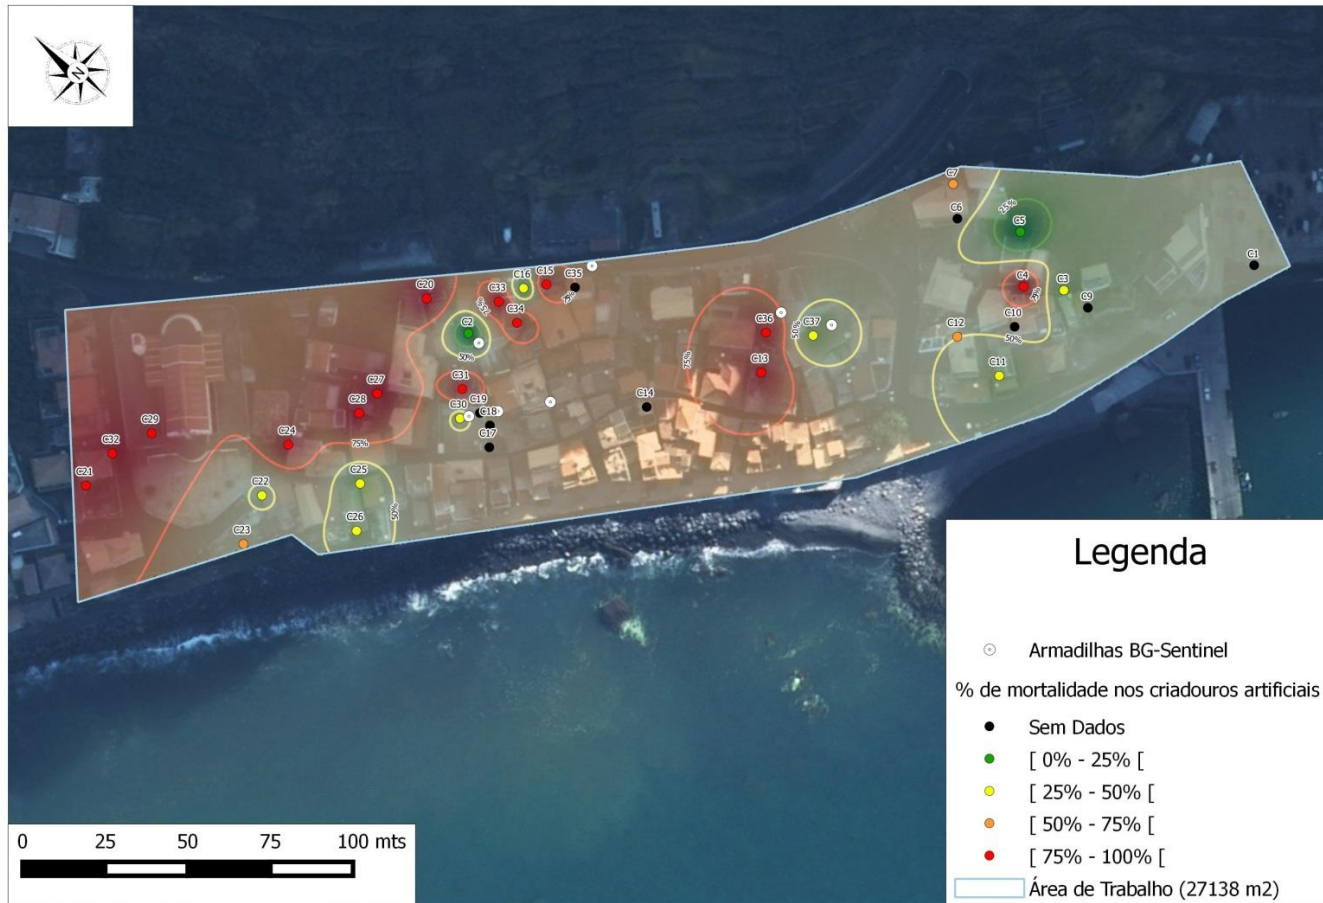 N
C7
C6
C5
25%
C1
C20
C33
C16
C15
C35
75%
75%
C4
75%
C3
C9
C34
C2
C36
C37
50%
C10
C12
50%
50%
75%
C13
C11
C31
C27
C28
C30
C19
C18
C14
C29
C32
C24
75%
C17
C21
C22
C25
50%
C26
C23
Legenda
Armadilhas BG-Sentinel
% de mortalidade nos criadouros artificiais
Sem Dados
[ 0% - 25% [
[ 25% - 50% [
[ 50% - 75% [
[ 75% - 100% [
Área de Trabalho (27138 m2)
0 25 50 75 100 mts